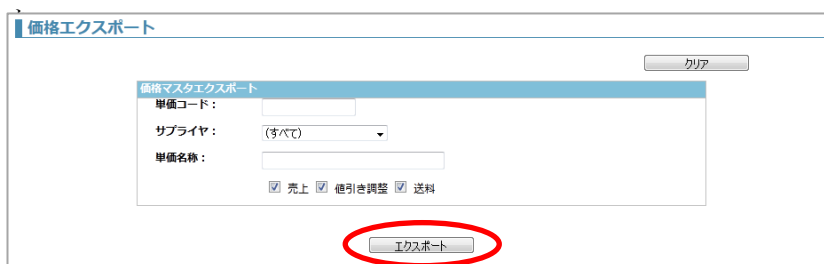 価格エクスポート
クリア
価格マスタエクスポート
単価コード：
サプライヤ： (すべて)
単価名称：
売上 値引き調整 送料
エクスポート